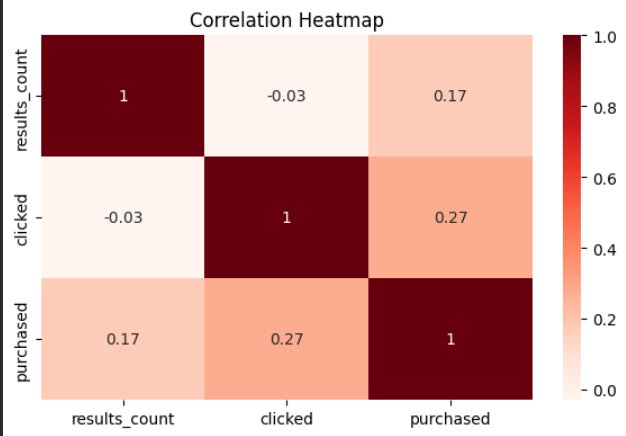 Correlation Heatmap
results_count
1
-0.03
0.17
clicked
-0.03
1
0.27
purchased
0.17
0.27
1
results_count
clicked
purchased
1.0
0.8
0.6
0.4
0.2
0.0